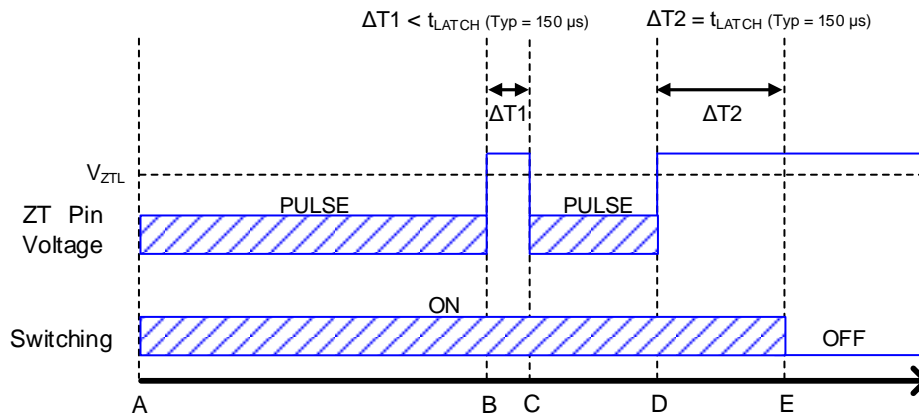 ΔT1 < tLATCH (Typ = 150 µs)
ΔT2 = tLATCH (Typ = 150 µs)
ΔT1
ΔT2
VZTL
ZT Pin
Voltage
PULSE
PULSE
ON
Switching
OFF
A
B
C
D
E